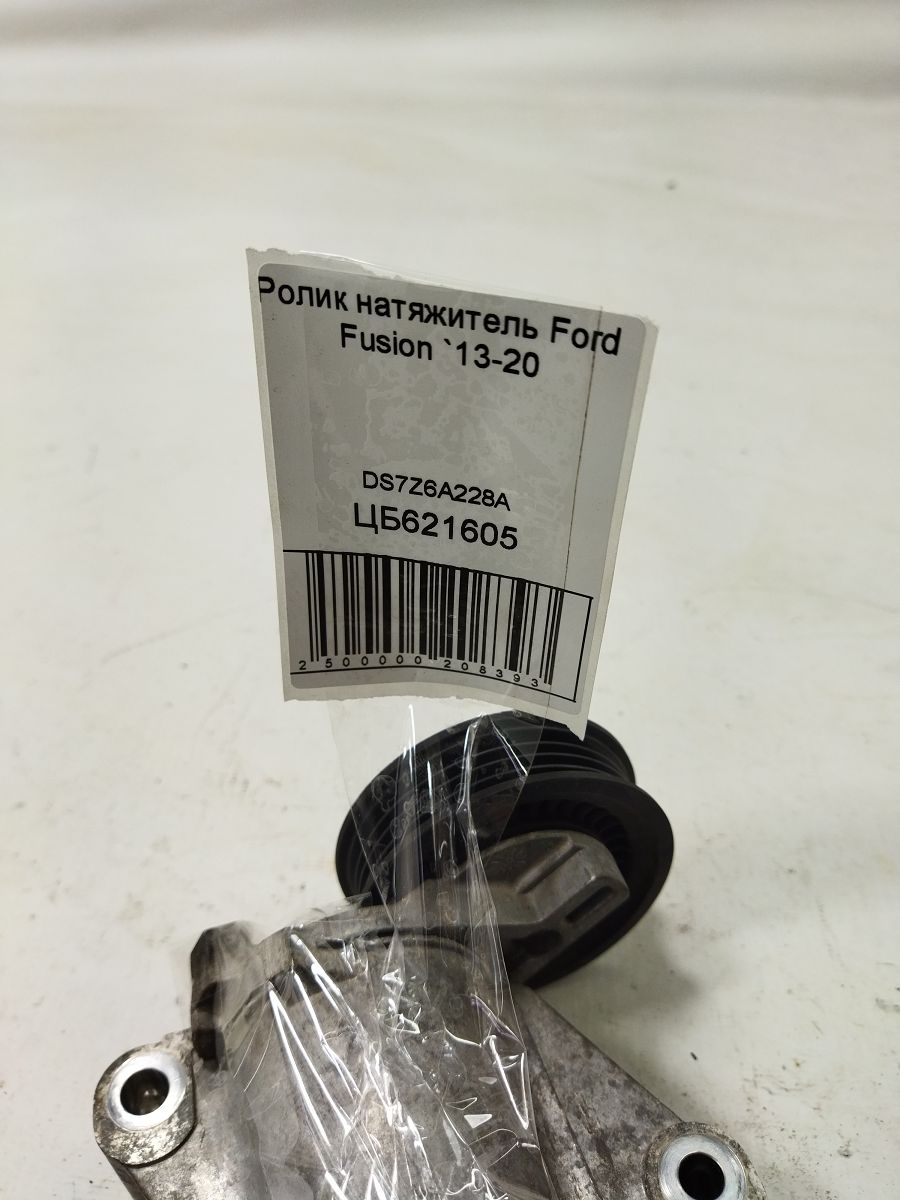 Ролик натяжитель Ford
Fusion `13-20
DS7Z6A228A
ЦБ621605
2500000208393